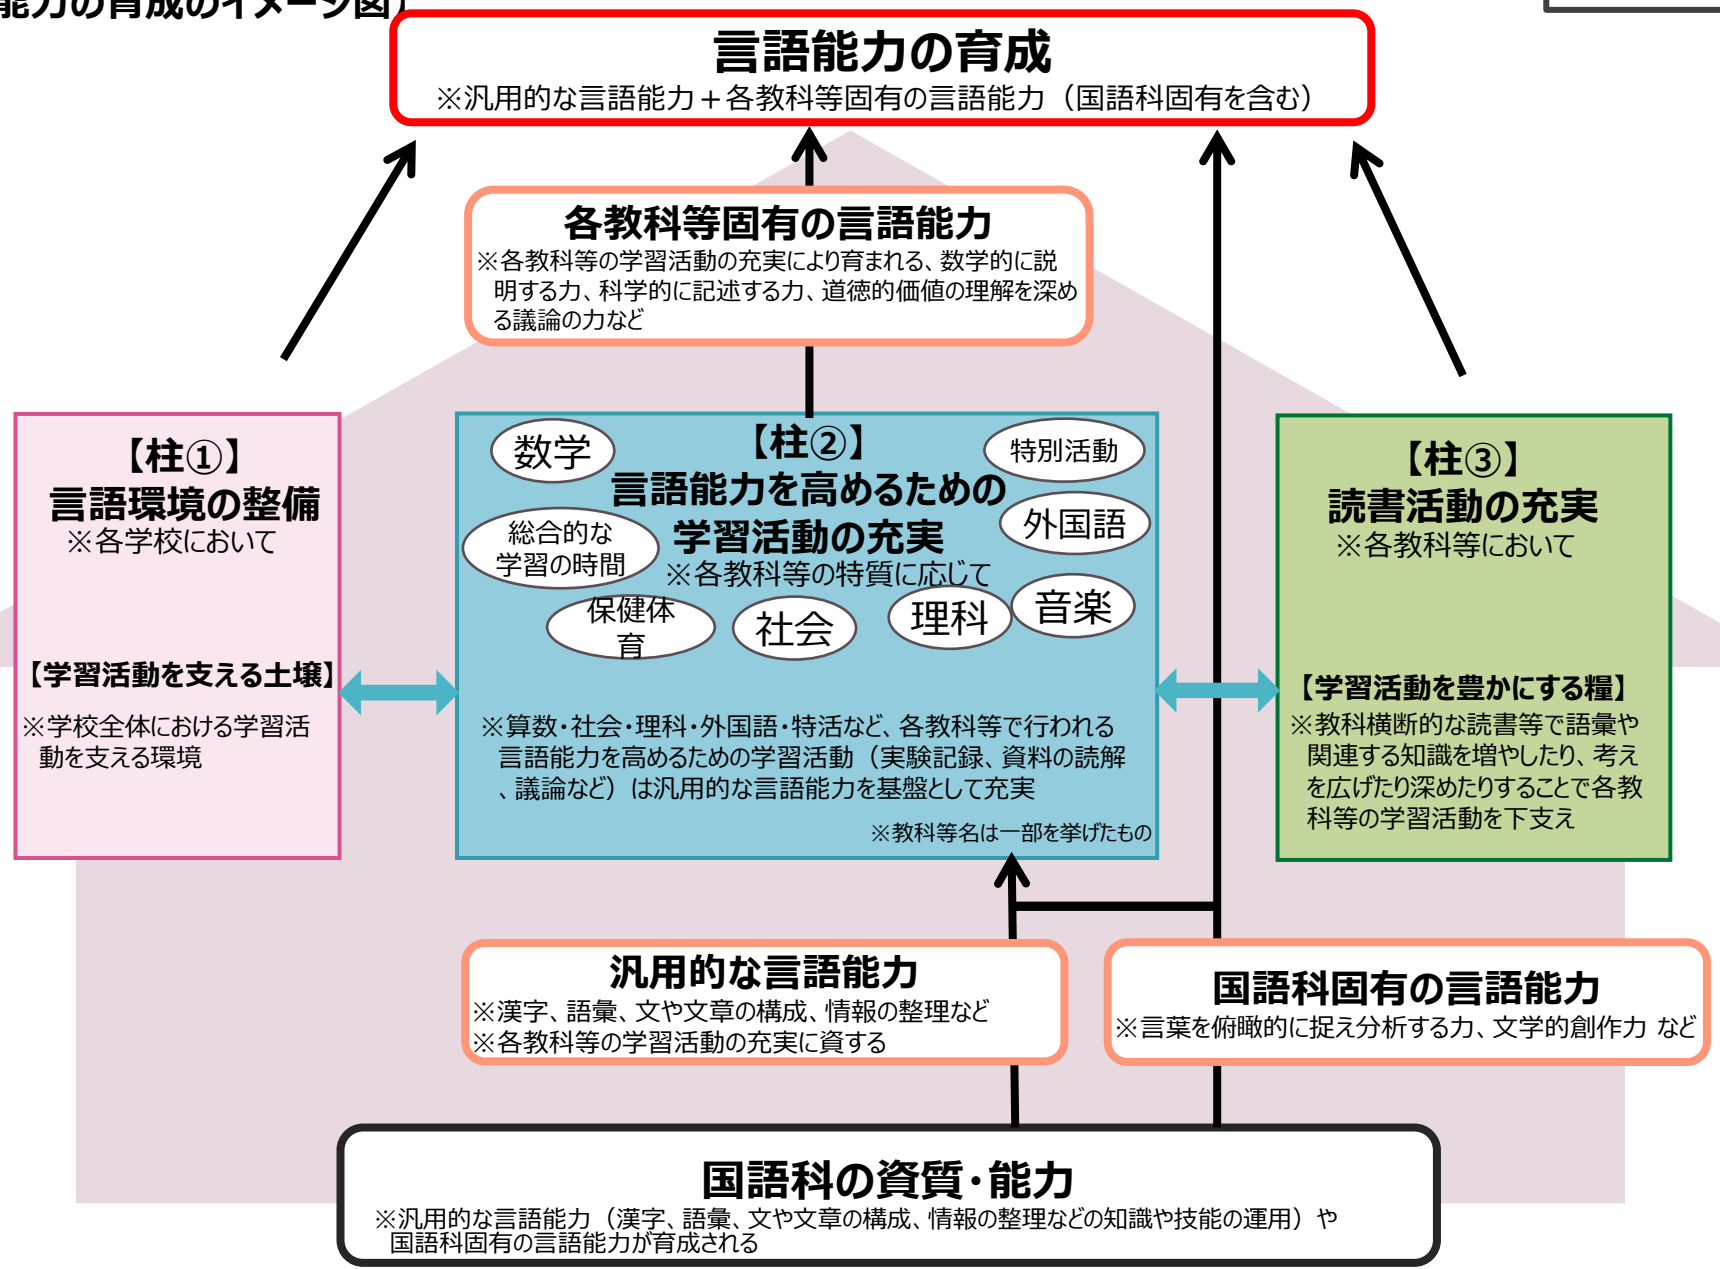 能力の育成のイメージ図）
言語能力の育成
※汎用的な言語能力＋各教科等固有の言語能力（国語科固有を含む）
各教科等固有の言語能力
※各教科等の学習活動の充実により育まれる、数学的に説
明する力、科学的に記述する力、道徳的価値の理解を深め
る議論の力など
【柱①】
言語環境の整備
※各学校において
【学習活動を支える土壌】
※学校全体における学習活
動を支える環境
【柱②】
言語能力を高めるための
学習活動の充実
※各教科等の特質に応じて
数学
特別活動
総合的な
学習の時間
外国語
保健体
育
社会
理科
音楽
※算数・社会・理科・外国語・特活など、各教科等で行われる
言語能力を高めるための学習活動（実験記録、資料の読解
、議論など）は汎用的な言語能力を基盤として充実
※教科等名は一部を挙げたもの
【柱③】
読書活動の充実
※各教科等において
【学習活動を豊かにする糧】
※教科横断的な読書等で語彙や
関連する知識を増やしたり、考え
を広げたり深めたりすることで各教
科等の学習活動を下支え
汎用的な言語能力
※漢字、語彙、文や文章の構成、情報の整理など
※各教科等の学習活動の充実に資する
国語科固有の言語能力
※言葉を俯瞰的に捉え分析する力、文学的創作力 など
国語科の資質・能力
※汎用的な言語能力（漢字、語彙、文や文章の構成、情報の整理などの知識や技能の運用）や
国語科固有の言語能力が育成される